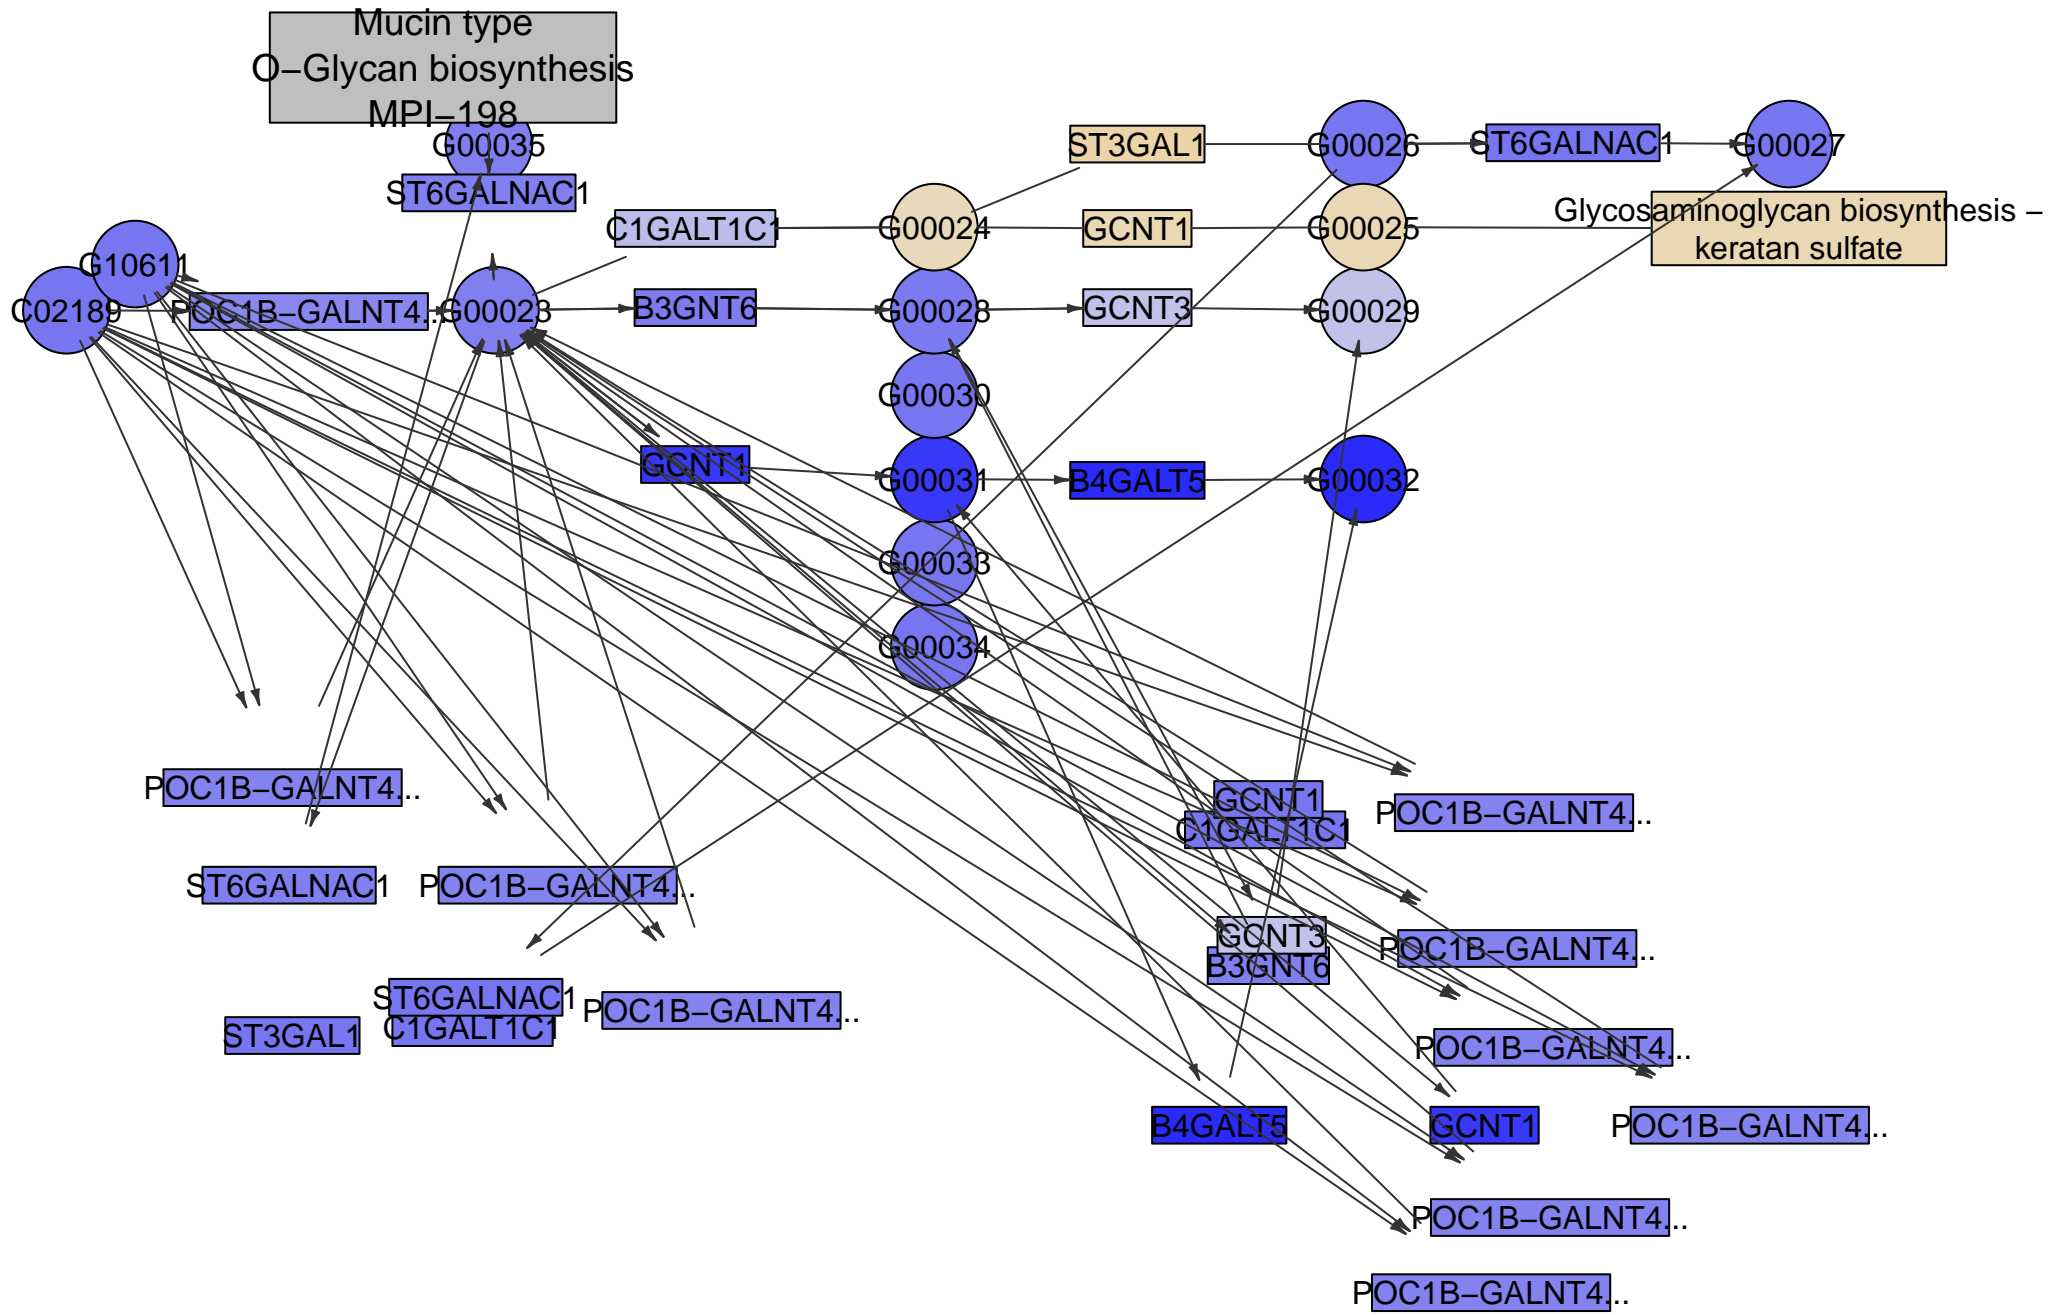 Mucin type
O−Glycan biosynthesis
MPI−198
G00035
ST3GAL1
G00026
ST6GALNAC1
G00027
ST6GALNAC1
C1GALT1C1
G00024
GCNT1
G00025
Glycosaminoglycan biosynthesis −
keratan sulfate
G10611
C02189
POC1B−GALNT4...
G00023
B3GNT6
G00028
GCNT3
G00029
G00030
GCNT1
G00031
B4GALT5
G00032
G00033
G00034
POC1B−GALNT4...
GCNT1
C1GALT1C1
POC1B−GALNT4...
ST6GALNAC1
POC1B−GALNT4...
GCNT3
B3GNT6
POC1B−GALNT4...
ST6GALNAC1
C1GALT1C1
ST3GAL1
POC1B−GALNT4...
POC1B−GALNT4...
B4GALT5
GCNT1
POC1B−GALNT4...
POC1B−GALNT4...
POC1B−GALNT4...